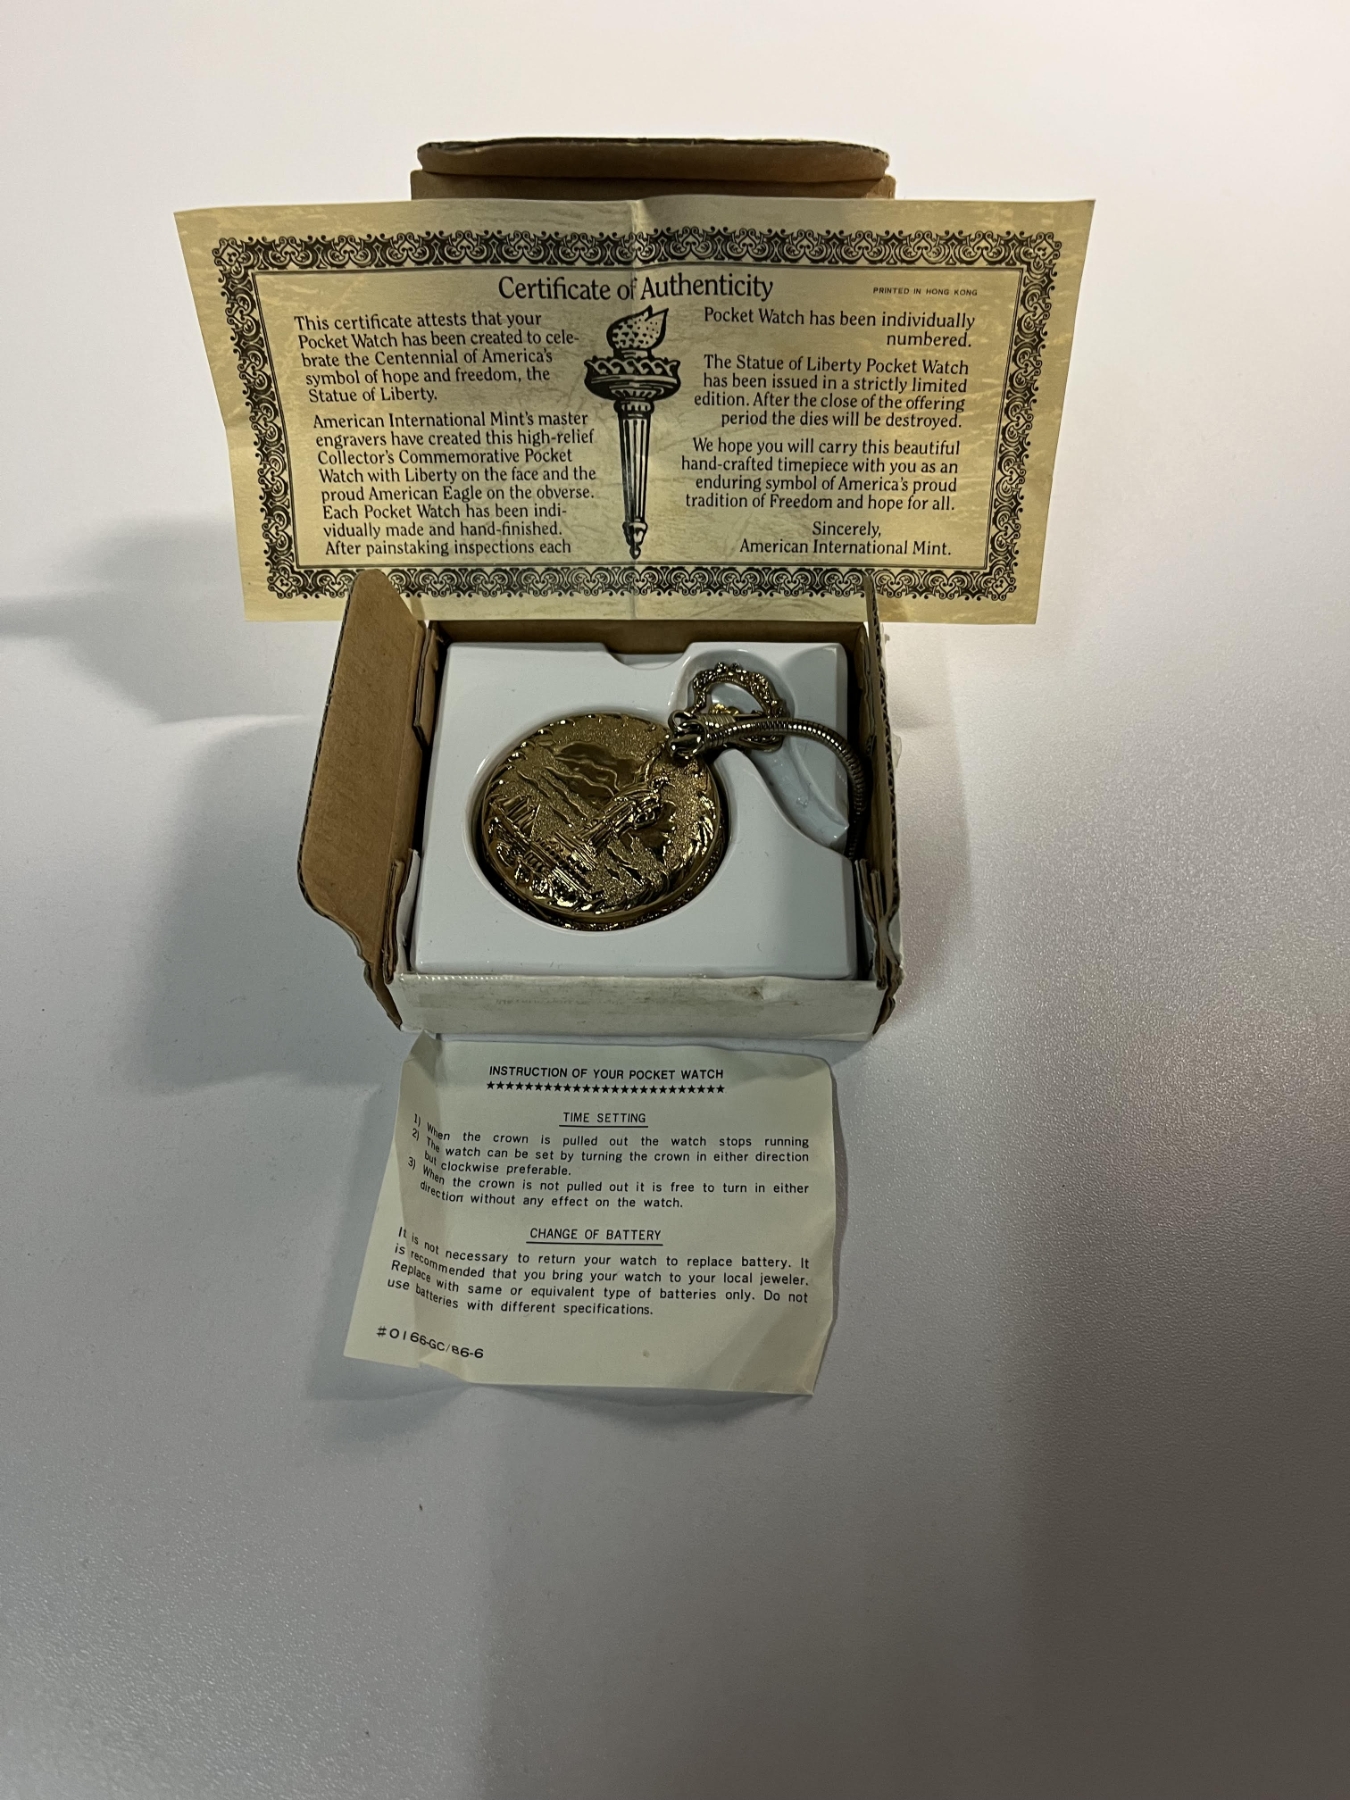 Certificate of Authenticity
PRINTED IN HONG KONG
This certificate attests that your
Pocket Watch has been created to cele-
brate the Centennial of America's
symbol of hope and freedom, the
Statue of Liberty.
American International Mint's master
engravers have created this high-relief
Collector's Commemorative Pocket
Watch with Liberty on the face and the
proud American Eagle on the obverse.
Each Pocket Watch has been indi-
vidually made and hand-finished.
After painstaking inspections each
Pocket Watch has been individually
numbered.
The Statue of Liberty Pocket Watch
has been issued in a strictly limited
edition. After the close of the offering
period the dies will be destroyed.
We hope you will carry this beautiful
hand-crafted timepiece with you as an
enduring symbol of America's proud
tradition of Freedom and hope for all.
Sincerely,
American International Mint.
INSTRUCTION OF YOUR POCKET WATCH
★★★★★★★★★★★★★★★★★★★★★★★★★
TIME SETTING
1) When the crown is pulled out the watch stops running
2) The watch can be set by turning the crown in either direction
but clockwise preferable.
3) When the crown is not pulled out it is free to turn in either
direction without any effect on the watch.
CHANGE OF BATTERY
It is not necessary to return your watch to replace battery. It
is recommended that you bring your watch to your local jeweler.
Replace with same or equivalent type of batteries only. Do not
use batteries with different specifications.
#0166-GC/86-6